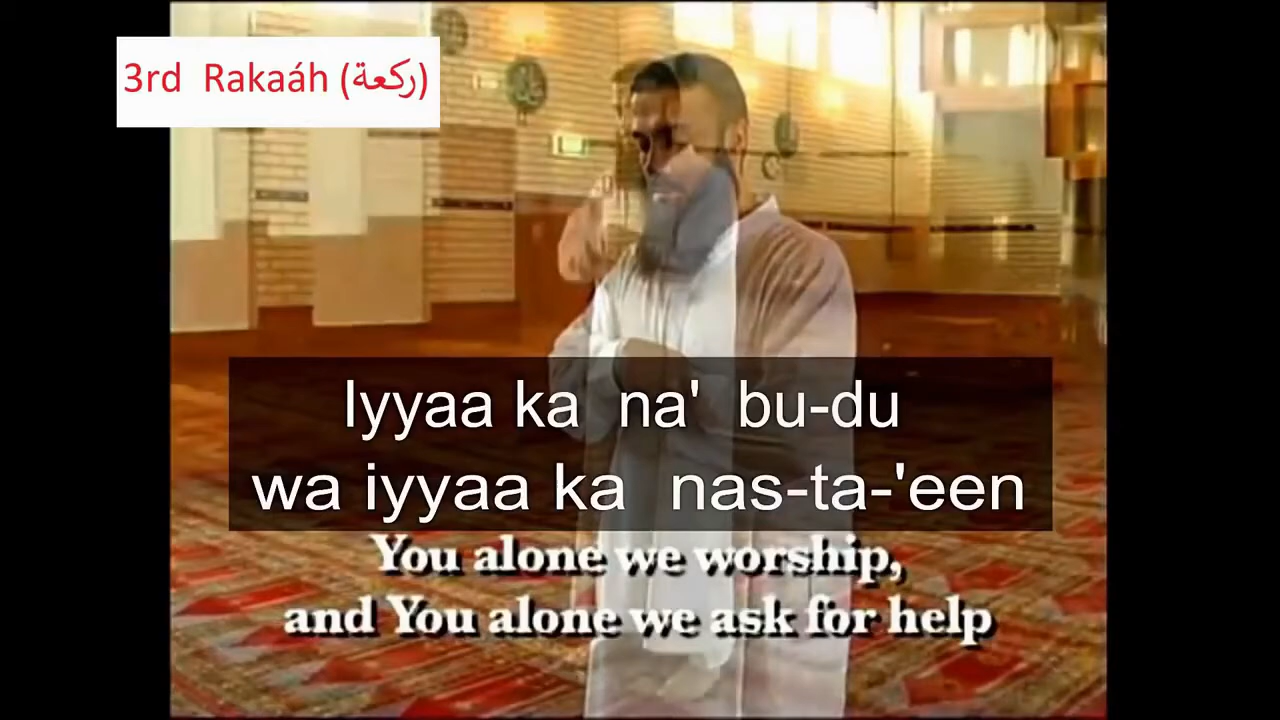 3rd Rakaáh (ركعة)
Iyyaa ka na' bu-du
wa iyyaa ka nas-ta-'een
You alone we worship,
and You alone we ask for help